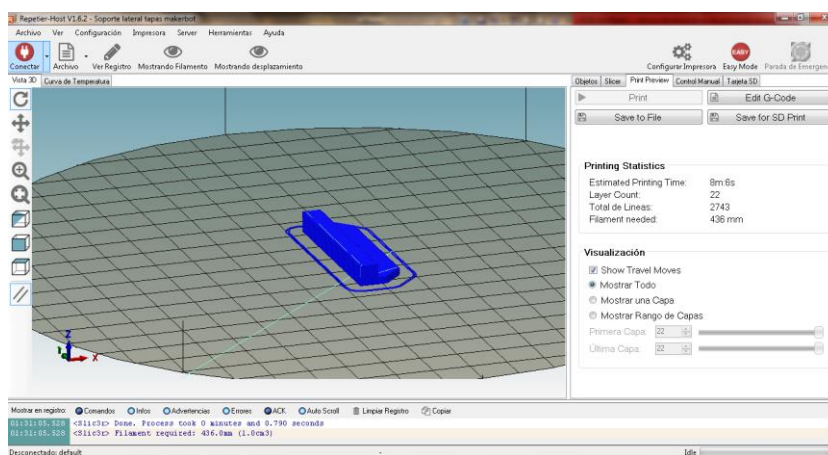 Repetier-Host V1.6.2 - Soporte lateral tapas makerbot
Archivo Ver Configuración Impresora Server Herramientas Ayuda
Conectar Archivo Ver Registro Mostrando Filamento Mostrando desplazamiento Configurar Impresora Easy Mode Parada de Emergen
EASY
Vista 3D Curva de Temperatura
Objetos Slicer Print Preview Control Manual Tarjeta SD
Print Edit G-Code
Save to File Save for SD Print
Printing Statistics
Estimated Printing Time: 8m:6s
Layer Count: 22
Total de Lineas: 2743
Filament needed: 436 mm
Visualización
Show Travel Moves
Mostrar Todo
Mostrar una Capa
Mostrar Rango de Capas
Primera Capa: 22
Última Capa: 22
Z
X
Mostrar en registro: Comandos Infos Advertencias Errores ACK Auto Scroll Limpiar Registro Copiar
01:31:05.528 <Slic3r> Done. Process took 0 minutes and 0.790 seconds
01:31:05.528 <Slic3r> Filament required: 436.0mm (1.0cm3)
Desconectado: default - Idle